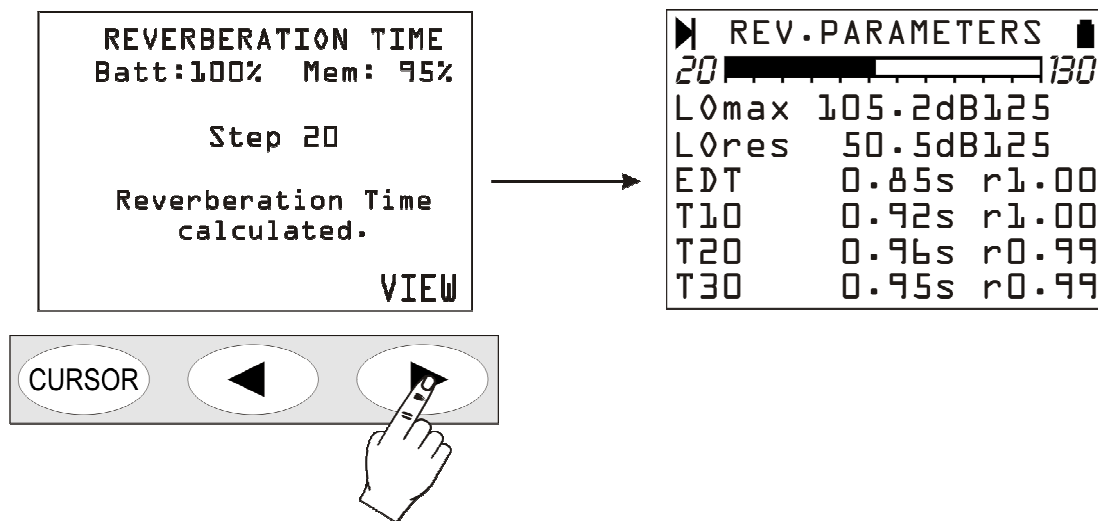 REVERBERATION TIME
Batt:100% Mem: 95%
Step 20
Reverberation Time
calculated.
VIEW
CURSOR
REV.PARAMETERS
20 130
L0max 105.2dB125
L0res 50.5dB125
EDT 0.85s r1.00
T10 0.92s r1.00
T20 0.96s r0.99
T30 0.95s r0.99